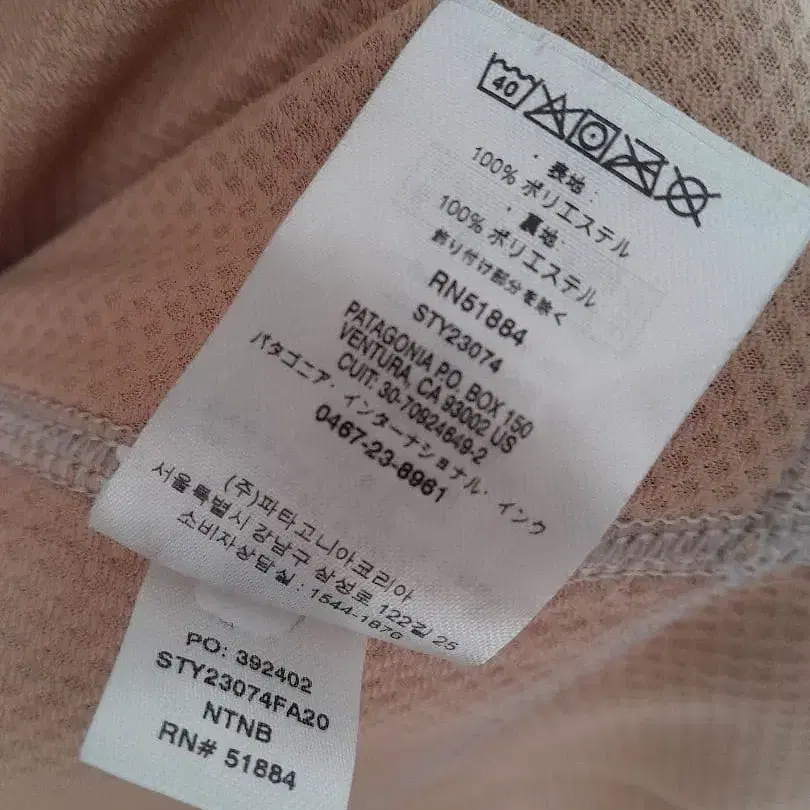 40
・表地:
100% ポリエステル
・裏地:
100% ポリエステル
飾り付け部分を除く
RN51884
STY23074
PATAGONIA P.O. BOX 150
VENTURA, CA 93002 US
CUIT: 30-70924649-2
パタゴニア・インターナショナル・インク
0467-23-8961
(주)파타고니아코리아
서울특별시 강남구 삼성로 122길 25
소비자상담실 : 1544-1876
PO: 392402
STY23074FA20
NTNB
RN# 51884